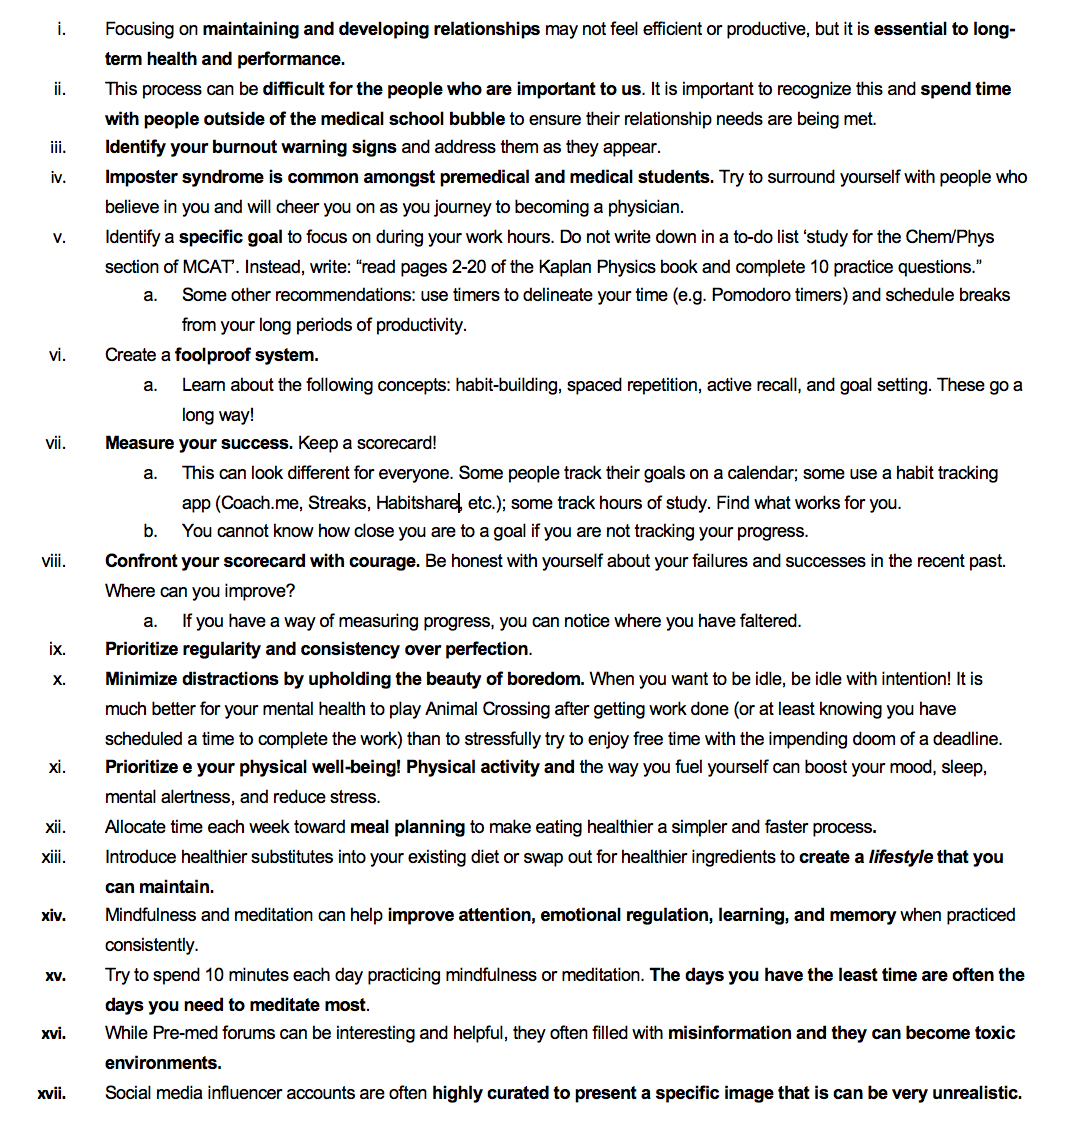 i. Focusing on maintaining and developing relationships may not feel efficient or productive, but it is essential to long-
term health and performance.
ii. This process can be difficult for the people who are important to us. It is important to recognize this and spend time
with people outside of the medical school bubble to ensure their relationship needs are being met.
iii. Identify your burnout warning signs and address them as they appear.
iv. Imposter syndrome is common amongst premedical and medical students. Try to surround yourself with people who
believe in you and will cheer you on as you journey to becoming a physician.
v. Identify a specific goal to focus on during your work hours. Do not write down in a to-do list ‘study for the Chem/Phys
section of MCAT’. Instead, write: “read pages 2-20 of the Kaplan Physics book and complete 10 practice questions.”
a. Some other recommendations: use timers to delineate your time (e.g. Pomodoro timers) and schedule breaks
from your long periods of productivity.
vi. Create a foolproof system.
a. Learn about the following concepts: habit-building, spaced repetition, active recall, and goal setting. These go a
long way!
vii. Measure your success. Keep a scorecard!
a. This can look different for everyone. Some people track their goals on a calendar; some use a habit tracking
app (Coach.me, Streaks, Habitshare, etc.); some track hours of study. Find what works for you.
b. You cannot know how close you are to a goal if you are not tracking your progress.
viii. Confront your scorecard with courage. Be honest with yourself about your failures and successes in the recent past.
Where can you improve?
a. If you have a way of measuring progress, you can notice where you have faltered.
ix. Prioritize regularity and consistency over perfection.
x. Minimize distractions by upholding the beauty of boredom. When you want to be idle, be idle with intention! It is
much better for your mental health to play Animal Crossing after getting work done (or at least knowing you have
scheduled a time to complete the work) than to stressfully try to enjoy free time with the impending doom of a deadline.
xi. Prioritize e your physical well-being! Physical activity and the way you fuel yourself can boost your mood, sleep,
mental alertness, and reduce stress.
xii. Allocate time each week toward meal planning to make eating healthier a simpler and faster process.
xiii. Introduce healthier substitutes into your existing diet or swap out for healthier ingredients to create a lifestyle that you
can maintain.
xiv. Mindfulness and meditation can help improve attention, emotional regulation, learning, and memory when practiced
consistently.
xv. Try to spend 10 minutes each day practicing mindfulness or meditation. The days you have the least time are often the
days you need to meditate most.
xvi. While Pre-med forums can be interesting and helpful, they often filled with misinformation and they can become toxic
environments.
xvii. Social media influencer accounts are often highly curated to present a specific image that is can be very unrealistic.